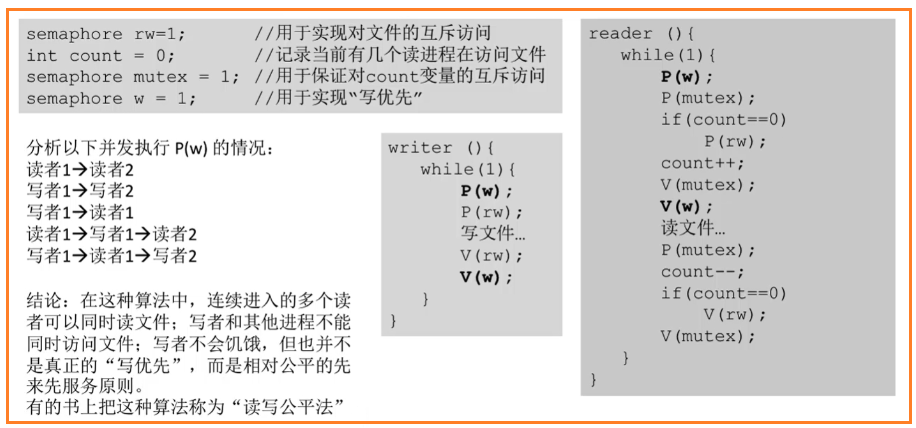 semaphore rw=1;        //用于实现对文件的互斥访问
int count = 0;         //记录当前有几个读进程在访问文件
semaphore mutex = 1; //用于保证对count变量的互斥访问
semaphore w = 1;       //用于实现“写优先”
分析以下并发执行 P(w) 的情况：
读者1→读者2
写者1→写者2
写者1→读者1
读者1→写者1→读者2
写者1→读者1→写者2
结论：在这种算法中，连续进入的多个读
者可以同时读文件；写者和其他进程不能
同时访问文件；写者不会饥饿，但也并不
是真正的“写优先”，而是相对公平的先
来先服务原则。
有的书上把这种算法称为“读写公平法”
writer (){
while(1){
P(w);
P(rw);
写文件…
V(rw);
V(w);
}
}
reader (){
while(1){
P(w);
P(mutex);
if(count==0)
P(rw);
count++;
V(mutex);
V(w);
读文件…
P(mutex);
count--;
if(count==0)
V(rw);
V(mutex);
}
}